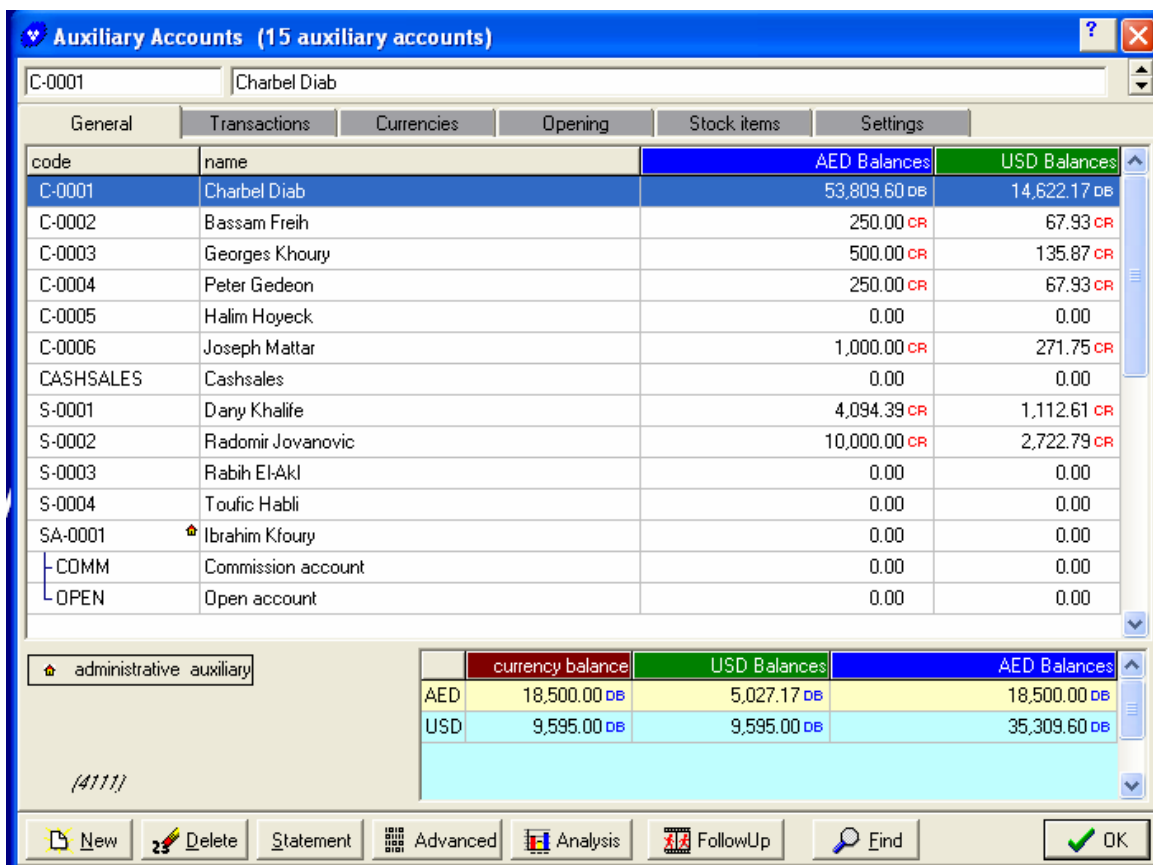 Auxiliary Accounts (15 auxiliary accounts) ?
C-0001 Charbel Diab
General Transactions Currencies Opening Stock items Settings
code name AED Balances USD Balances
C-0001 Charbel Diab 53,809.60 DB 14,622.17 DB
C-0002 Bassam Freih 250.00 CR 67.93 CR
C-0003 Georges Khoury 500.00 CR 135.87 CR
C-0004 Peter Gedeon 250.00 CR 67.93 CR
C-0005 Halim Hoyeck 0.00 0.00
C-0006 Joseph Mattar 1,000.00 CR 271.75 CR
CASHSALES Cashsales 0.00 0.00
S-0001 Dany Khalife 4,094.39 CR 1,112.61 CR
S-0002 Radomir Jovanovic 10,000.00 CR 2,722.79 CR
S-0003 Rabih El-Akl 0.00 0.00
S-0004 Toufic Habli 0.00 0.00
SA-0001 Ibrahim Kfoury 0.00 0.00
COMM Commission account 0.00 0.00
OPEN Open account 0.00 0.00
administrative auxiliary
currency balance USD Balances AED Balances
AED 18,500.00 DB 5,027.17 DB 18,500.00 DB
USD 9,595.00 DB 9,595.00 DB 35,309.60 DB
(4111)
New Delete Statement Advanced Analysis FollowUp Find OK